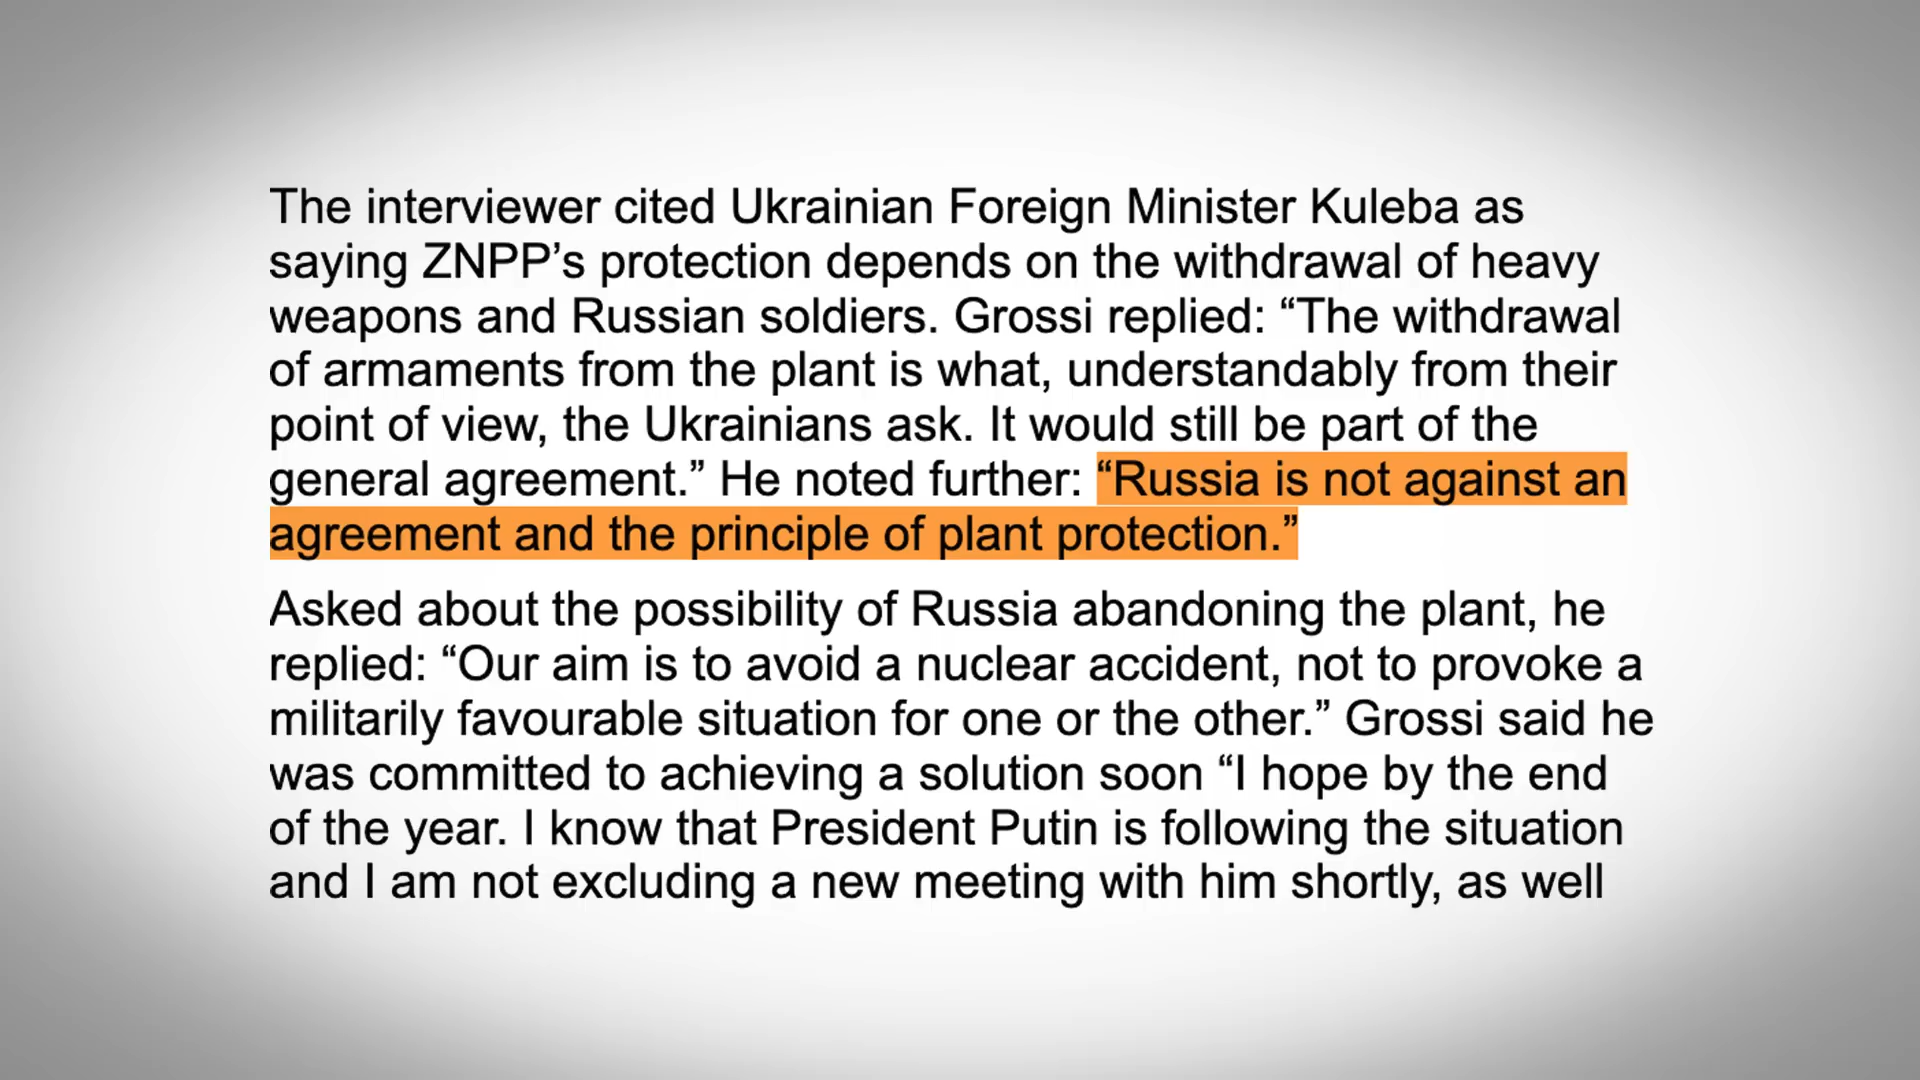 The interviewer cited Ukrainian Foreign Minister Kuleba as
saying ZNPP’s protection depends on the withdrawal of heavy
weapons and Russian soldiers. Grossi replied: “The withdrawal
of armaments from the plant is what, understandably from their
point of view, the Ukrainians ask. It would still be part of the
general agreement.” He noted further: “Russia is not against an
agreement and the principle of plant protection.”
Asked about the possibility of Russia abandoning the plant, he
replied: “Our aim is to avoid a nuclear accident, not to provoke a
militarily favourable situation for one or the other.” Grossi said he
was committed to achieving a solution soon “I hope by the end
of the year. I know that President Putin is following the situation
and I am not excluding a new meeting with him shortly, as well